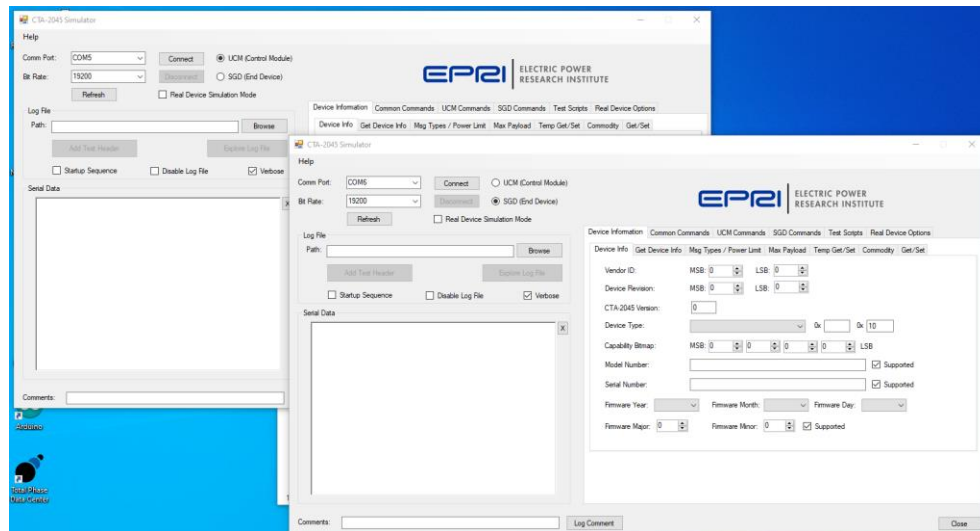 CTA-2045 Simulator
Help
Comm Port: COM5 Connect UCM (Control Module)
Bit Rate: 19200 Disconnect SGD (End Device)
Refresh Real Device Simulation Mode
EPRI ELECTRIC POWER
RESEARCH INSTITUTE
Device Information Common Commands UCM Commands SGD Commands Test Scripts Real Device Options
Device Info Get Device Info Msg Types / Power Limit Max Payload Temp Get/Set Commodity Get/Set
Log File
Path: Browse
Add Test Header Explore Log File
Startup Sequence Disable Log File Verbose
Serial Data
X
Comments:
Arduino
Total Phase
Data Center
CTA-2045 Simulator
Help
Comm Port: COM6 Connect UCM (Control Module)
Bit Rate: 19200 Disconnect SGD (End Device)
Refresh Real Device Simulation Mode
EPRI ELECTRIC POWER
RESEARCH INSTITUTE
Log File
Path: Browse
Add Test Header Explore Log File
Startup Sequence Disable Log File Verbose
Serial Data
X
Comments: Log Comment
Device Information Common Commands UCM Commands SGD Commands Test Scripts Real Device Options
Device Info Get Device Info Msg Types / Power Limit Max Payload Temp Get/Set Commodity Get/Set
Vendor ID: MSB: 0 LSB: 0
Device Revision: MSB: 0 LSB: 0
CTA-2045 Version: 0
Device Type: 0x 0x 10
Capability Bitmap: MSB: 0 0 0 0 LSB
Model Number: Supported
Serial Number: Supported
Firmware Year: Firmware Month: Firmware Day:
Firmware Major: 0 Firmware Minor: 0 Supported
Close